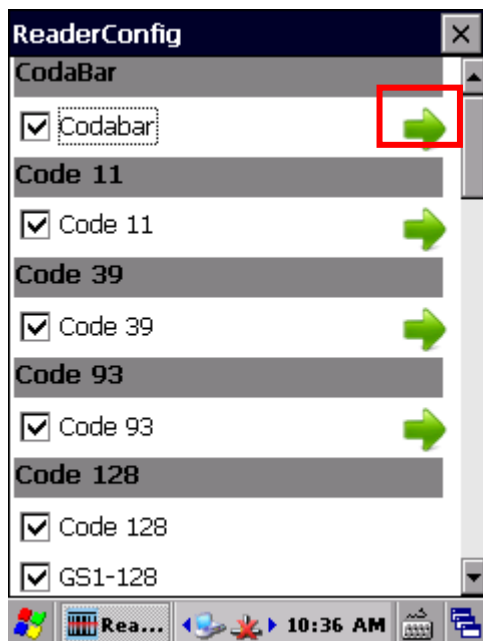 ReaderConfig
CodaBar
Codabar
Code 11
Code 11
Code 39
Code 39
Code 93
Code 93
Code 128
Code 128
GS1-128
Rea... 10:36 AM